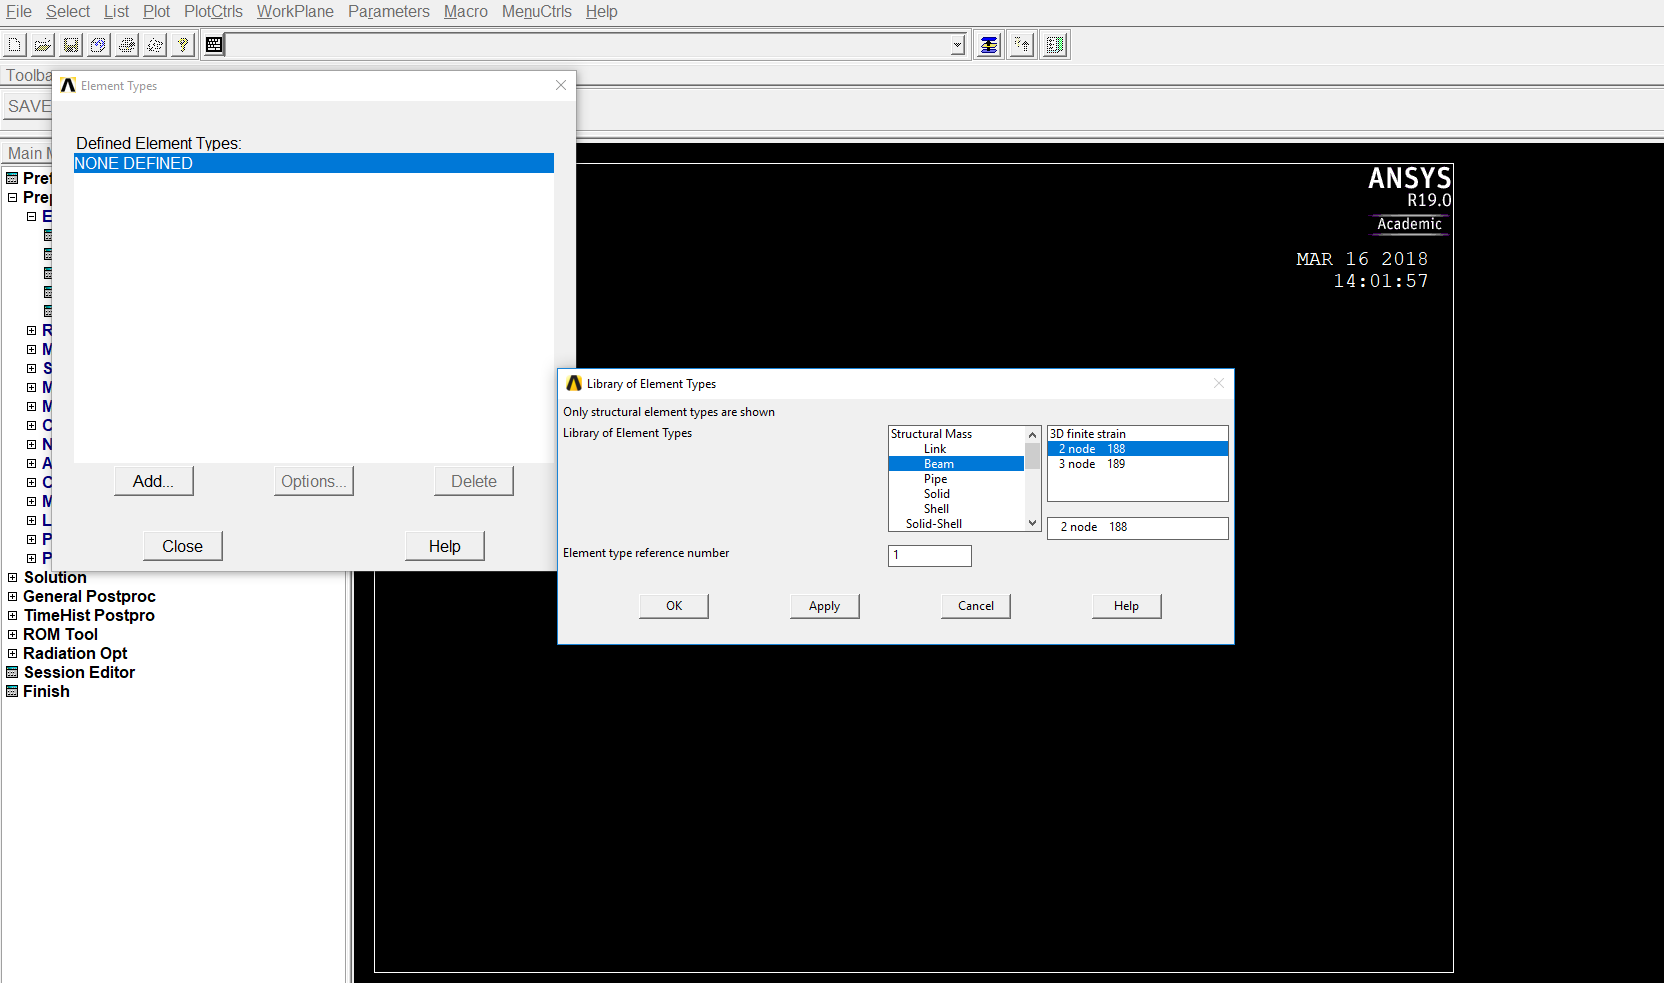 File Select List Plot PlotCtrls WorkPlane Parameters Macro MenuCtrls Help
Toolba
SAVE
Main M
Element Types
Defined Element Types:
NONE DEFINED
Add... Options... Delete
Close Help
Pref
Prep
E
R
M
S
M
M
C
N
A
C
M
L
P
P
Solution
General Postproc
TimeHist Postpro
ROM Tool
Radiation Opt
Session Editor
Finish
ANSYS
R19.0
Academic
MAR 16 2018
14:01:57
Library of Element Types
Only structural element types are shown
Library of Element Types
Structural Mass
Link
Beam
Pipe
Solid
Shell
Solid-Shell
3D finite strain
2 node 188
3 node 189
2 node 188
Element type reference number
1
OK Apply Cancel Help